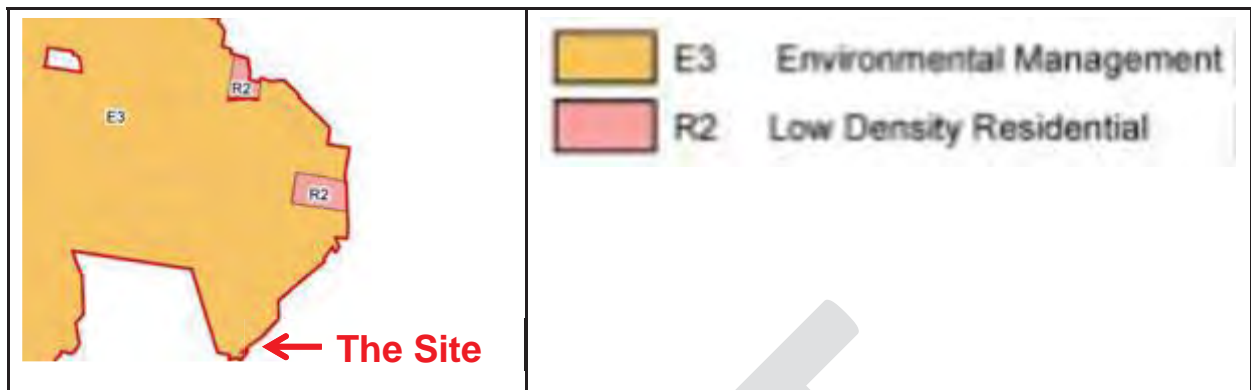 R2
E3
R2
The Site
E3 Environmental Management
R2 Low Density Residential